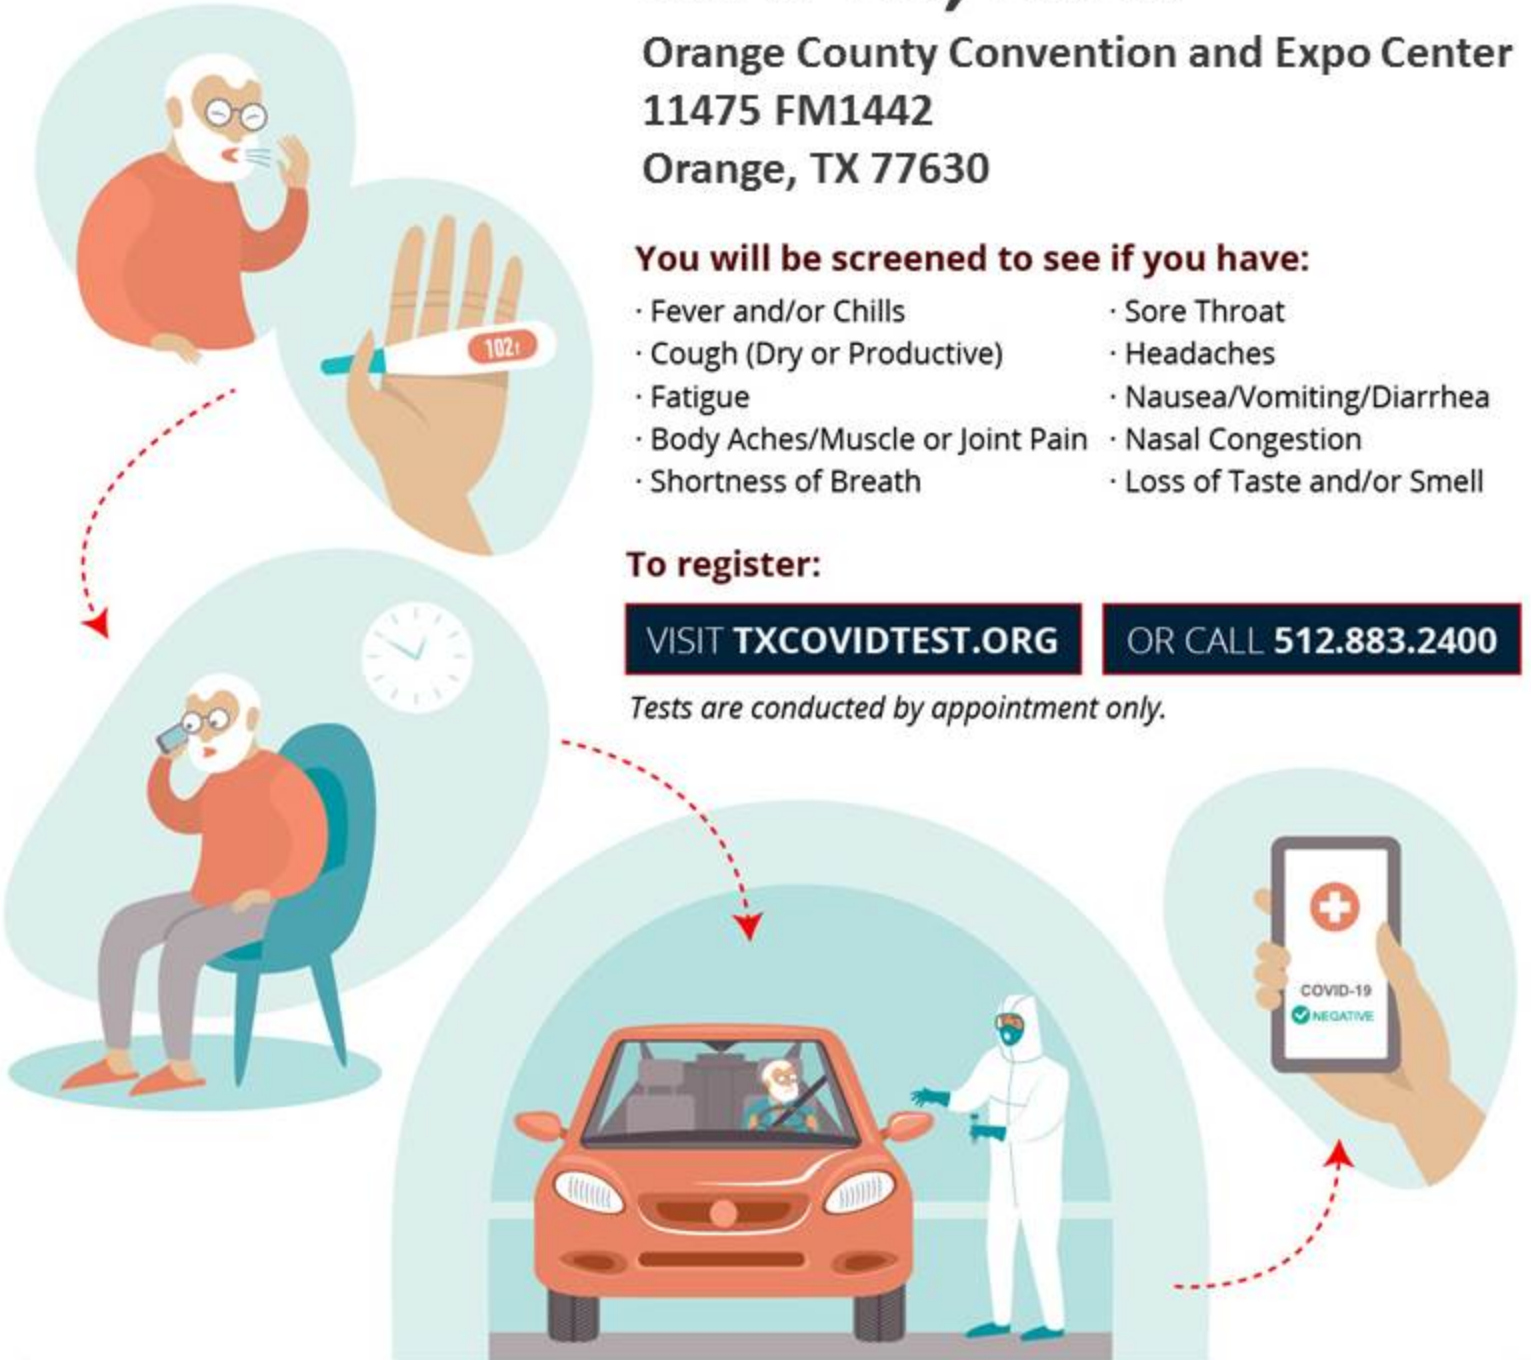 Orange County Convention and Expo Center
11475 FM1442
Orange, TX 77630
You will be screened to see if you have:
· Fever and/or Chills
· Cough (Dry or Productive)
· Fatigue
· Body Aches/Muscle or Joint Pain
· Shortness of Breath
· Sore Throat
· Headaches
· Nausea/Vomiting/Diarrhea
· Nasal Congestion
· Loss of Taste and/or Smell
To register:
VISIT TXCOVIDTEST.ORG
OR CALL 512.883.2400
Tests are conducted by appointment only.
102f
COVID-19
NEGATIVE